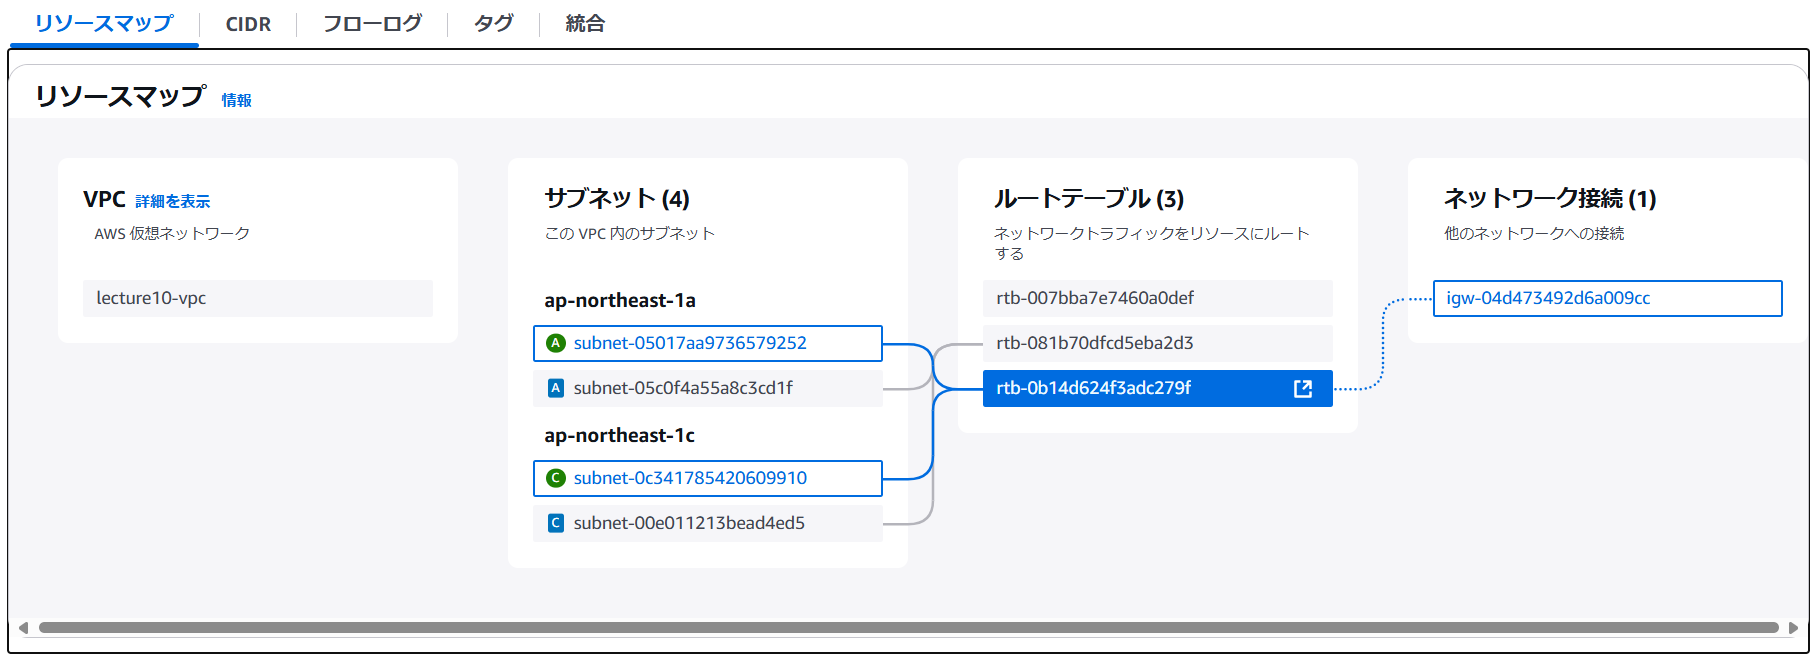 リソースマップ
CIDR
フローログ
タグ
統合
リソースマップ 情報
VPC 詳細を表示
AWS 仮想ネットワーク
lecture10-vpc
サブネット (4)
この VPC 内のサブネット
ap-northeast-1a
A subnet-05017aa9736579252
A subnet-05c0f4a55a8c3cd1f
ap-northeast-1c
C subnet-0c341785420609910
C subnet-00e011213bead4ed5
ルートテーブル (3)
ネットワークトラフィックをリソースにルート
する
rtb-007bba7e7460a0def
rtb-081b70dfcd5eba2d3
rtb-0b14d624f3adc279f
ネットワーク接続 (1)
他のネットワークへの接続
igw-04d473492d6a009cc